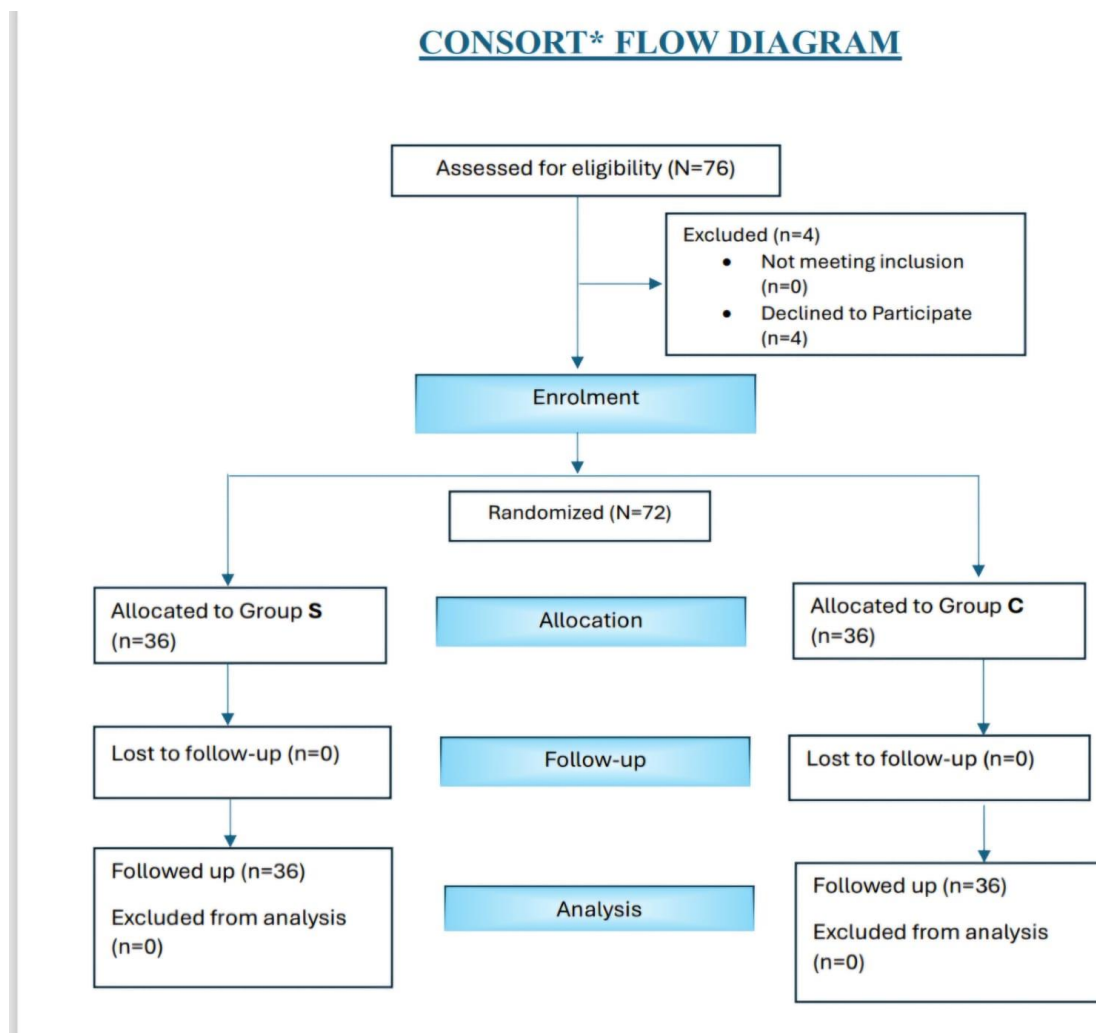 CONSORT* FLOW DIAGRAM
Assessed for eligibility (N=76)
Excluded (n=4)
• Not meeting inclusion
(n=0)
• Declined to Participate
(n=4)
Enrolment
Randomized (N=72)
Allocated to Group S
(n=36)
Allocation
Allocated to Group C
(n=36)
Lost to follow-up (n=0)
Follow-up
Lost to follow-up (n=0)
Followed up (n=36)
Excluded from analysis
(n=0)
Analysis
Followed up (n=36)
Excluded from analysis
(n=0)